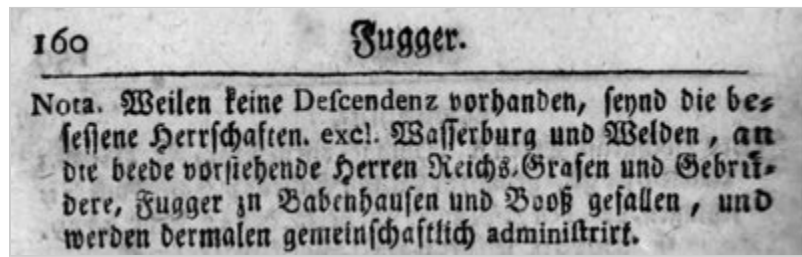 160 Fugger.
Nota. Weilen keine Descendenz vorhanden, seynd die be-
sessene Herrschaften. excl. Wasserburg und Welden, an
die beede vorstehende Herren Reichs-Grafen und Gebrü-
dere, Fugger zu Babenhausen und Booß gefallen, und
werden dermalen gemeinschaftlich administrirt.